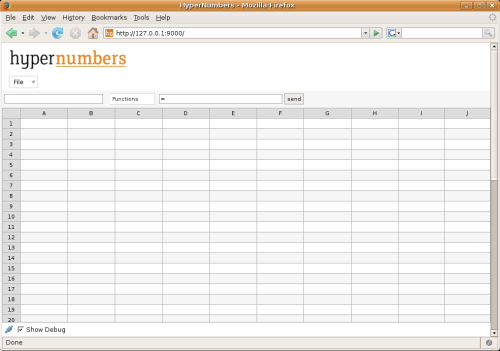 HyperNumbers - Mozilla Firefox
File Edit View History Bookmarks Tools Help
http://127.0.0.1:9000/
hypernumbers
File
Functions = send
A B C D E F G H I J
1
2
3
4
5
6
7
8
9
10
11
12
13
14
15
16
17
18
19
20
Show Debug
Done